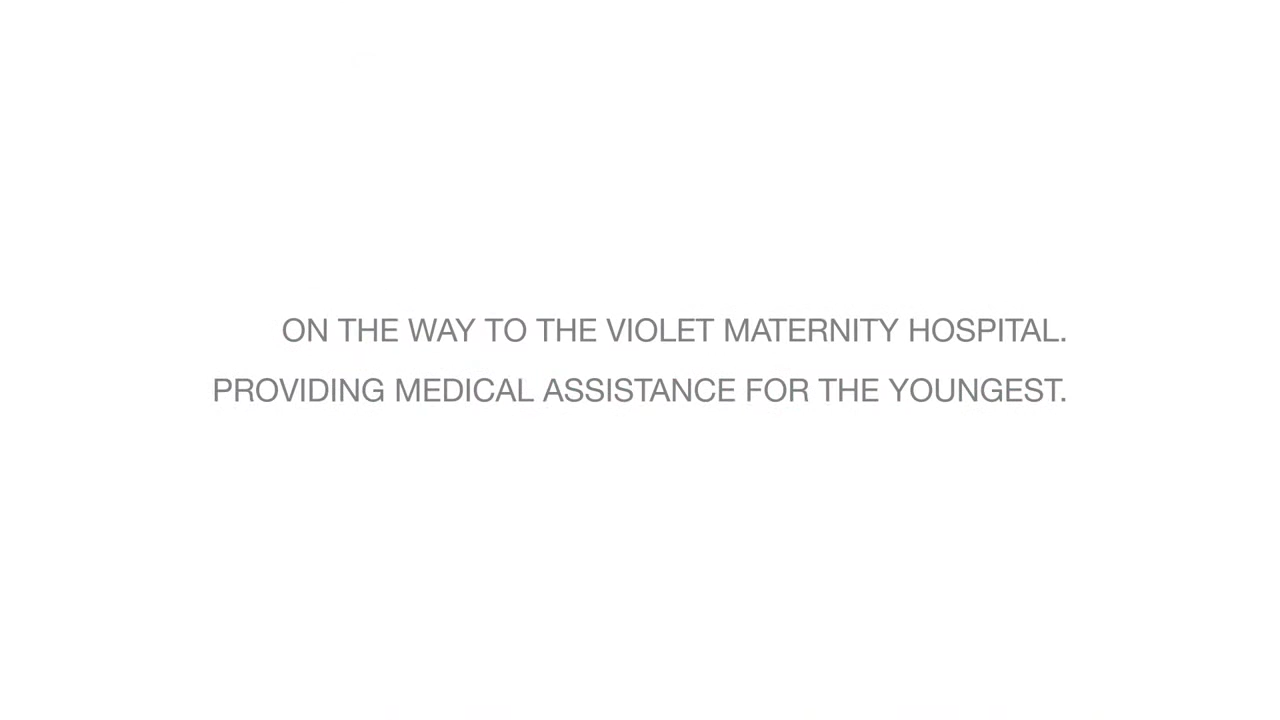 ON THE WAY TO THE VIOLET MATERNITY HOSPITAL.
PROVIDING MEDICAL ASSISTANCE FOR THE YOUNGEST.